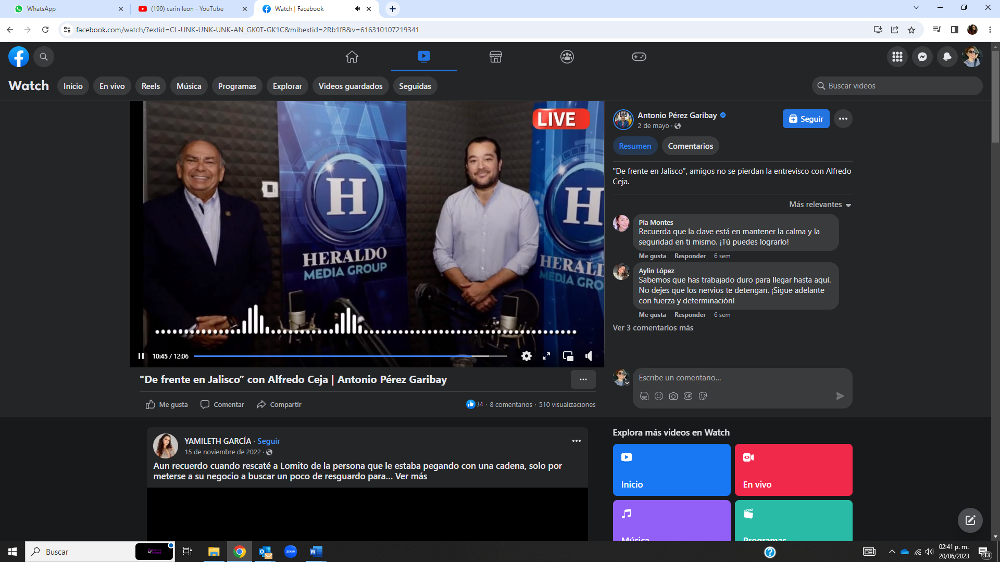 WhatsApp
(199) carin leon - YouTube
Watch | Facebook
facebook.com/watch/?extid=CL-UNK-UNK-UNK-AN_GK0T-GK1C&mibextid=2Rb1fB&v=616310107219341
Watch
Inicio
En vivo
Reels
Música
Programas
Explorar
Videos guardados
Seguidas
Buscar videos
LIVE
H
HERALDO
MEDIA GROUP
H
HERALD
MEDIA GRO
10:45 / 12:06
"De frente en Jalisco” con Alfredo Ceja | Antonio Pérez Garibay
Me gusta
Comentar
Compartir
34 · 8 comentarios · 510 visualizaciones
Antonio Pérez Garibay
2 de mayo ·
Seguir
Resumen
Comentarios
"De frente en Jalisco”, amigos no se pierdan la entrevisco con Alfredo
Ceja.
Más relevantes
Pia Montes
Recuerda que la clave está en mantener la calma y la
seguridad en ti mismo. ¡Tú puedes lograrlo!
Me gusta Responder 6 sem
Aylin López
Sabemos que has trabajado duro para llegar hasta aquí.
No dejes que los nervios te detengan. ¡Sigue adelante
con fuerza y determinación!
Me gusta Responder 6 sem
Ver 3 comentarios más
Escribe un comentario...
GIF
YAMILETH GARCÍA · Seguir
15 de noviembre de 2022 ·
Aun recuerdo cuando rescaté a Lomito de la persona que le estaba pegando con una cadena, solo por
meterse a su negocio a buscar un poco de resguardo para... Ver más
Explora más videos en Watch
Inicio
En vivo
Música
Programas
Buscar
zoom
02:41 p. m.
20/06/2023
33